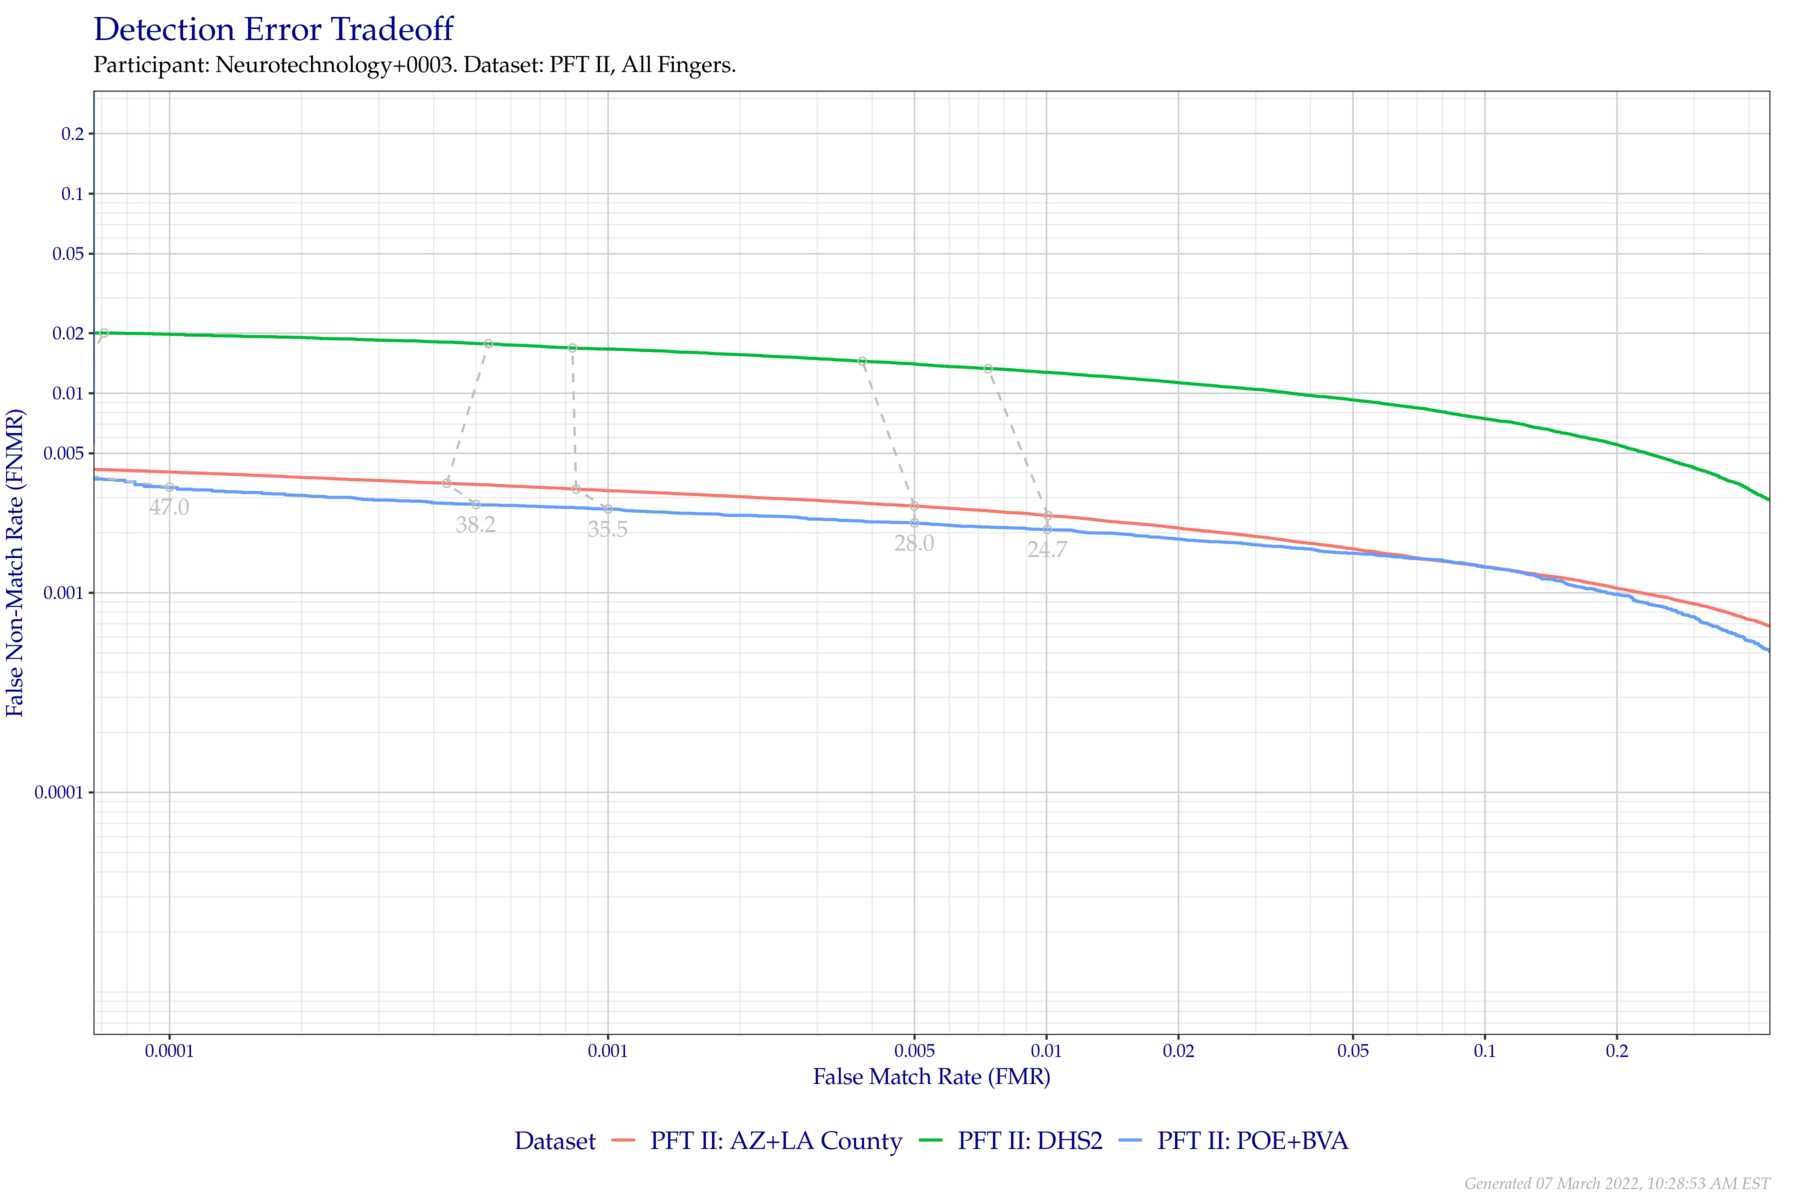 Detection Error Tradeoff
Participant: Neurotechnology+0003. Dataset: PFT II, All Fingers.
0.2
0.1
0.05
0.02
0.01
0.005
0.001
0.0001
False Non-Match Rate (FNMR)
47.0
38.2
35.5
28.0
24.7
0.0001 0.001 0.005 0.01 0.02 0.05 0.1 0.2
False Match Rate (FMR)
Dataset PFT II: AZ+LA County PFT II: DHS2 PFT II: POE+BVA
Generated 07 March 2022, 10:28:53 AM EST